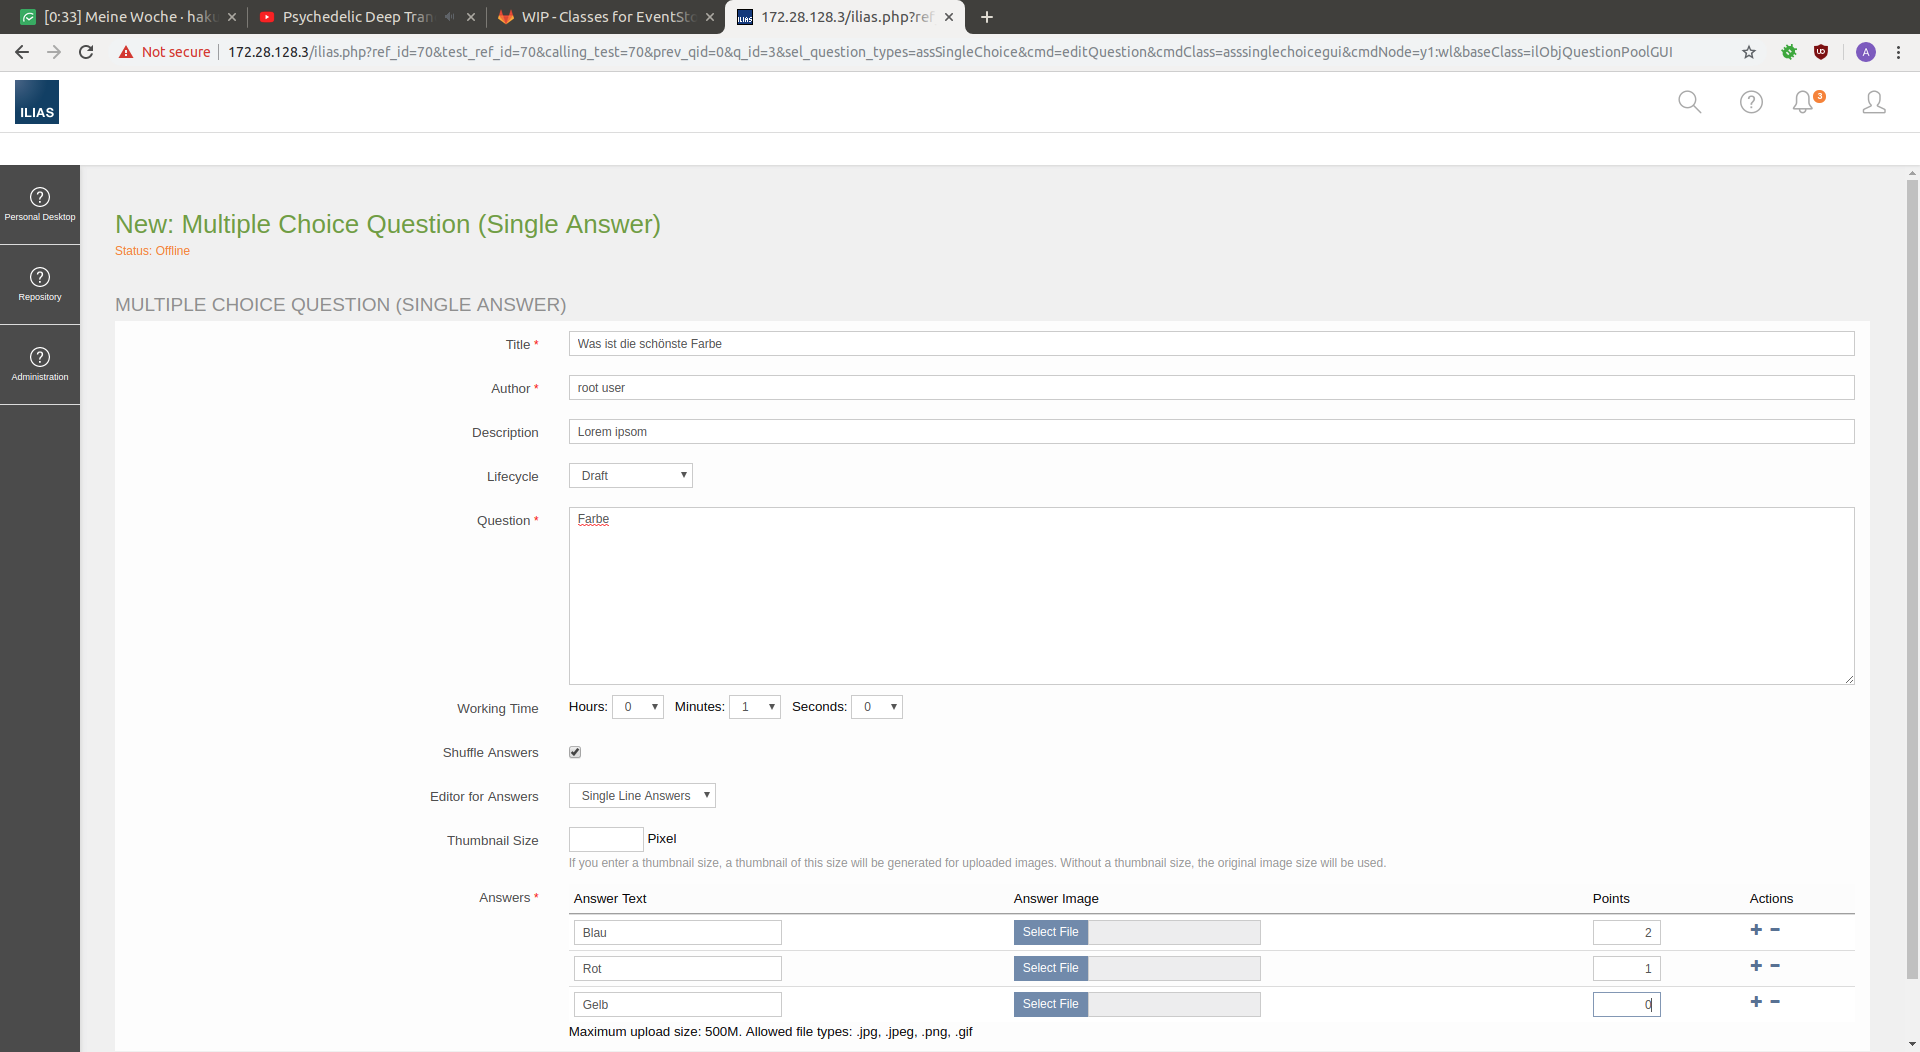 [0:33] Meine Woche · haku
Psychedelic Deep Tran
WIP - Classes for EventSto
172.28.128.3/ilias.php?ref
Not secure
172.28.128.3/ilias.php?ref_id=70&test_ref_id=70&calling_test=70&prev_qid=0&q_id=3&sel_question_types=assSingleChoice&cmd=editQuestion&cmdClass=asssinglechoicegui&cmdNode=y1:wl&baseClass=ilObjQuestionPoolGUI
A
ILIAS
3
Personal Desktop
Repository
Administration
New: Multiple Choice Question (Single Answer)
Status: Offline
MULTIPLE CHOICE QUESTION (SINGLE ANSWER)
Title *
Was ist die schönste Farbe
Author *
root user
Description
Lorem ipsom
Lifecycle
Draft
Question *
Farbe
Working Time
Hours: 0 Minutes: 1 Seconds: 0
Shuffle Answers
Editor for Answers
Single Line Answers
Thumbnail Size
Pixel
If you enter a thumbnail size, a thumbnail of this size will be generated for uploaded images. Without a thumbnail size, the original image size will be used.
Answers *
Answer Text Answer Image Points Actions
Blau Select File 2
Rot Select File 1
Gelb Select File 0
Maximum upload size: 500M. Allowed file types: .jpg, .jpeg, .png, .gif